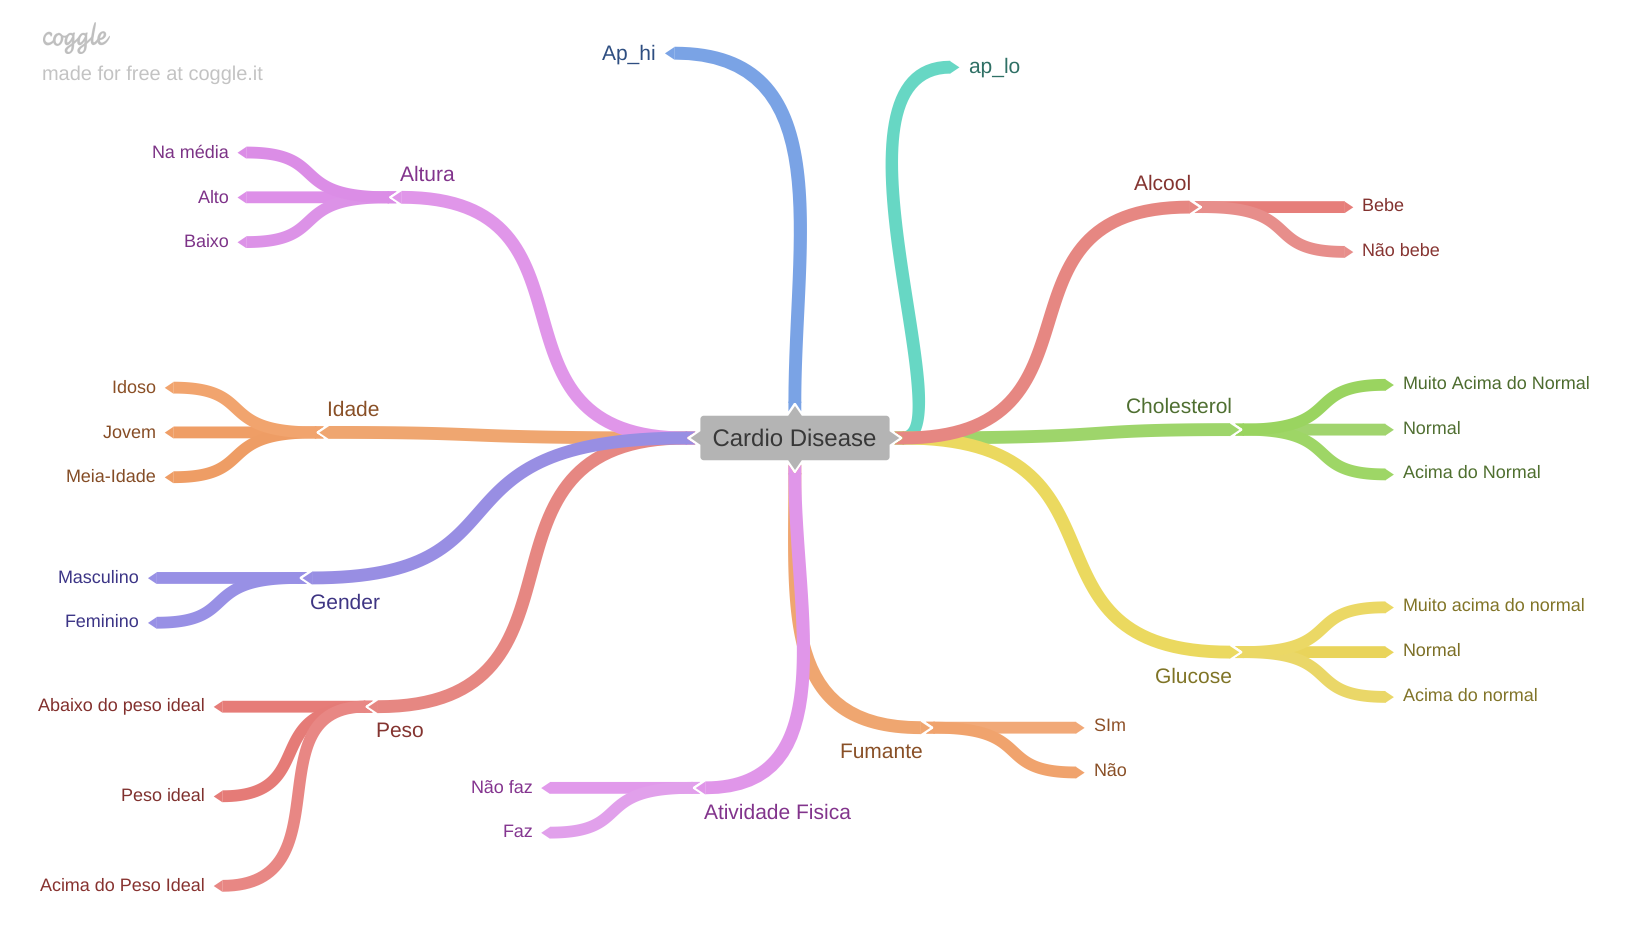 coggle
made for free at coggle.it
Ap_hi
ap_lo
Altura
Na média
Alto
Baixo
Alcool
Bebe
Não bebe
Idade
Idoso
Jovem
Meia-Idade
Cardio Disease
Cholesterol
Muito Acima do Normal
Normal
Acima do Normal
Gender
Masculino
Feminino
Glucose
Muito acima do normal
Normal
Acima do normal
Peso
Abaixo do peso ideal
Peso ideal
Acima do Peso Ideal
Fumante
SIm
Não
Atividade Fisica
Não faz
Faz